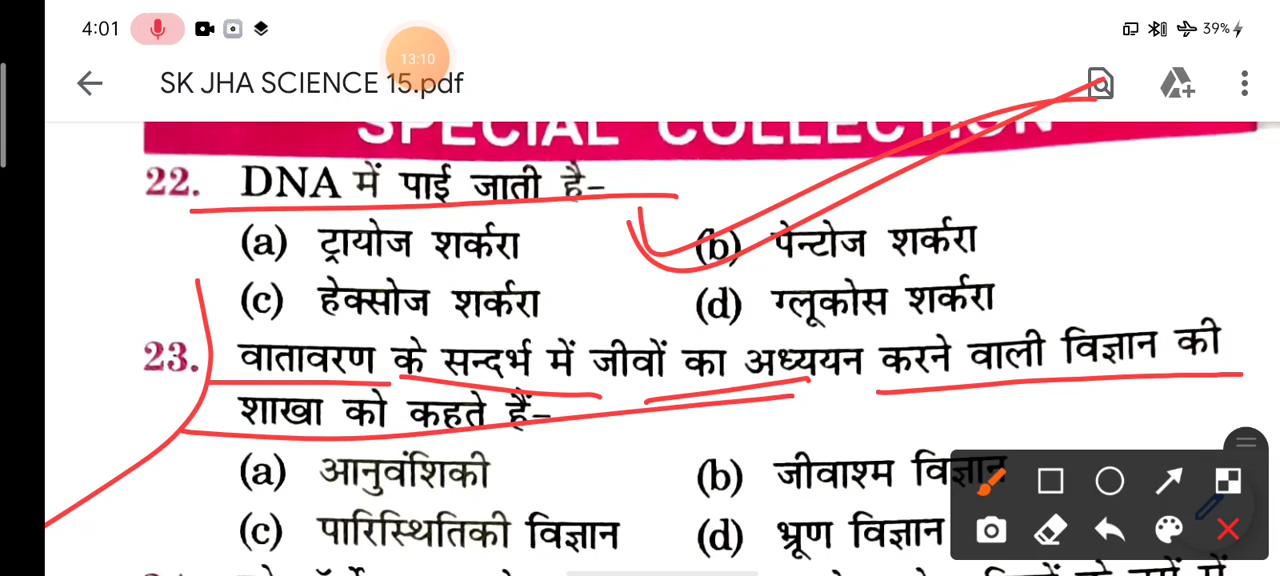 4:01
13:10
39%
SK JHA SCIENCE 15.pdf
SPECIAL COLLECTION
22. DNA में पाई जाती है-
(a) ट्रायोज शर्करा (b) पेन्टोज शर्करा
(c) हेक्सोज शर्करा (d) ग्लूकोस शर्करा
23. वातावरण के सन्दर्भ में जीवों का अध्ययन करने वाली विज्ञान की
शाखा को कहते हैं-
(a) आनुवंशिकी (b) जीवाश्म विज्ञान
(c) पारिस्थितिकी विज्ञान (d) भ्रूण विज्ञान